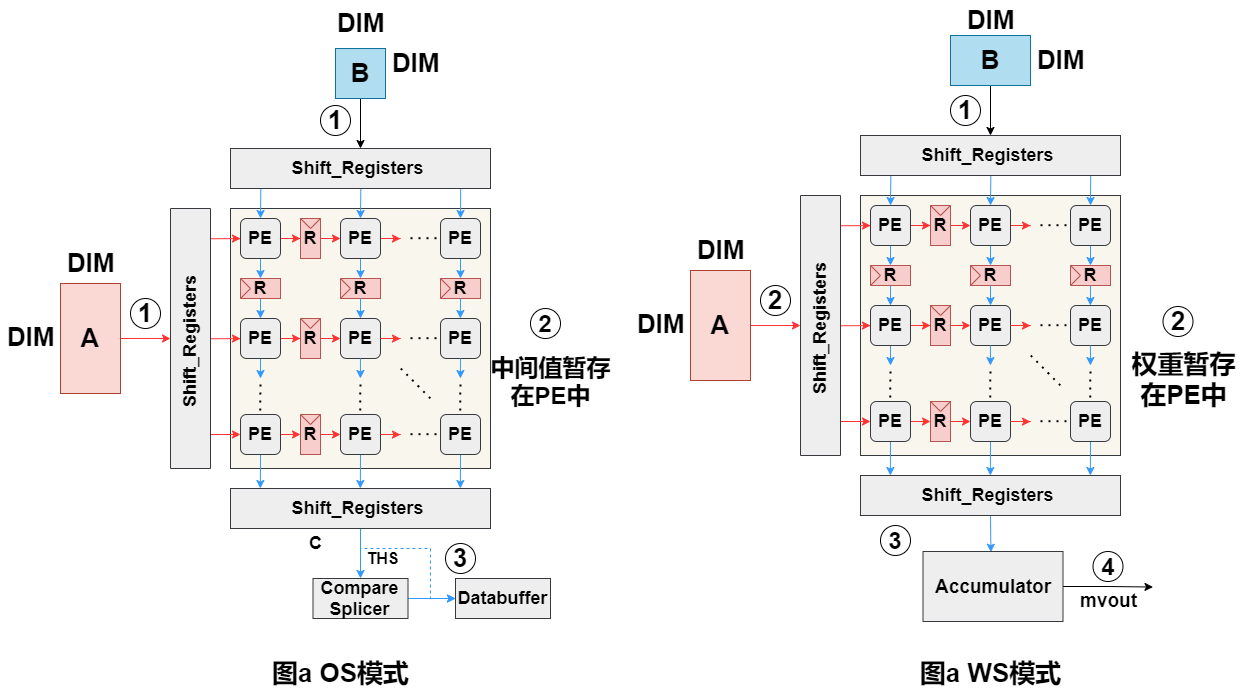 DIM
B
DIM
①
Shift_Registers
DIM
DIM
A
①
Shift_Registers
PE
R
PE
PE
R
R
R
PE
R
PE
PE
PE
R
PE
PE
②
中间值暂存
在PE中
Shift_Registers
C
THS
③
Compare
Splicer
Databuffer
图a OS模式
DIM
B
DIM
①
Shift_Registers
DIM
DIM
A
②
Shift_Registers
PE
R
PE
PE
R
R
R
PE
R
PE
PE
PE
R
PE
PE
②
权重暂存
在PE中
Shift_Registers
③
Accumulator
④
mvout
图a WS模式